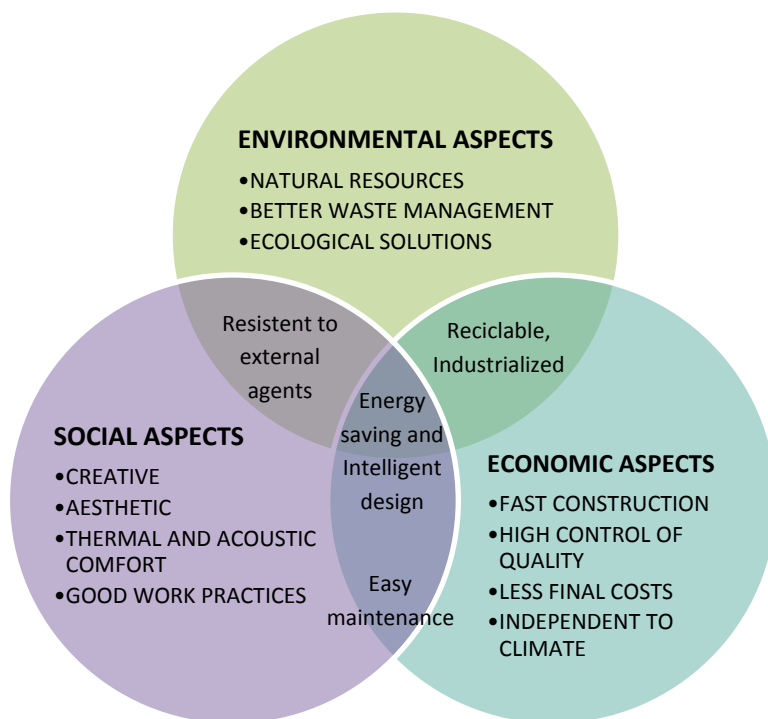 ENVIRONMENTAL ASPECTS
•NATURAL RESOURCES
•BETTER WASTE MANAGEMENT
•ECOLOGICAL SOLUTIONS
Resistent to
external
agents
Reciclable,
Industrialized
Energy
saving and
Intelligent
design
Easy
maintenance
SOCIAL ASPECTS
•CREATIVE
•AESTHETIC
•THERMAL AND ACOUSTIC
COMFORT
•GOOD WORK PRACTICES
ECONOMIC ASPECTS
•FAST CONSTRUCTION
•HIGH CONTROL OF
QUALITY
•LESS FINAL COSTS
•INDEPENDENT TO
CLIMATE